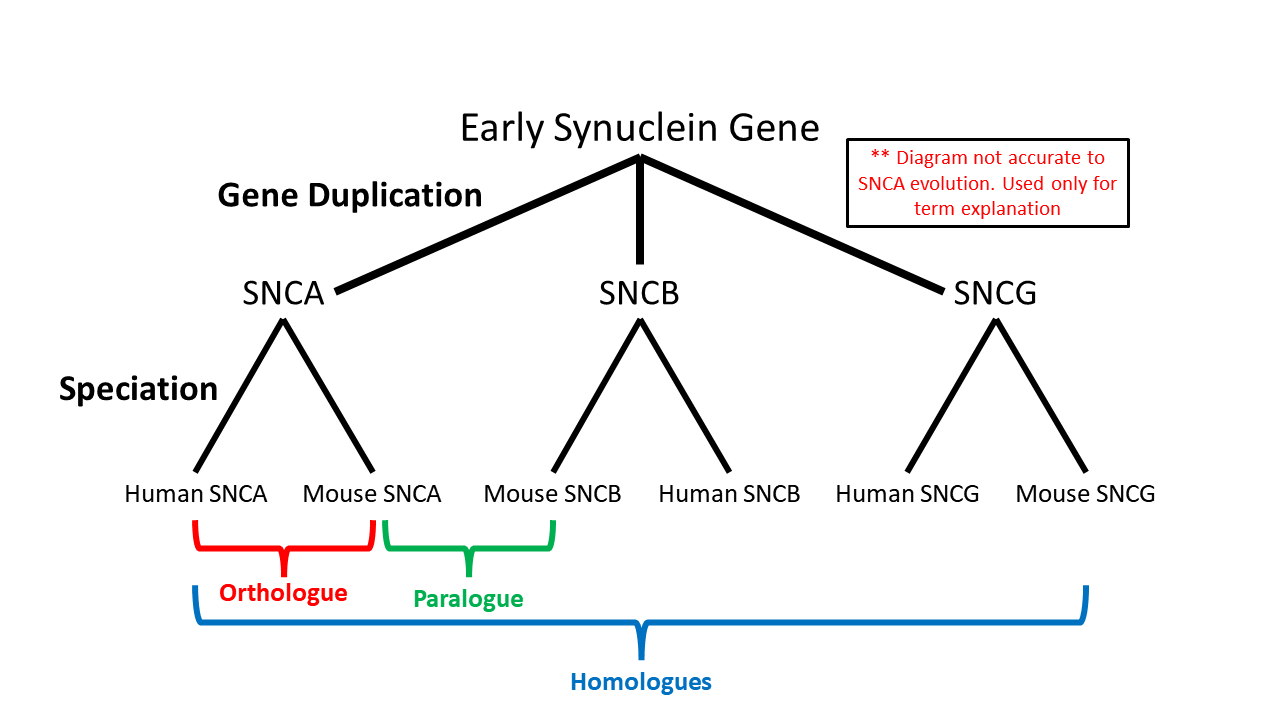 Early Synuclein Gene
** Diagram not accurate to
SNCA evolution. Used only for
term explanation
Gene Duplication
SNCA
SNCB
SNCG
Speciation
Human SNCA
Mouse SNCA
Mouse SNCB
Human SNCB
Human SNCG
Mouse SNCG
Orthologue
Paralogue
Homologues